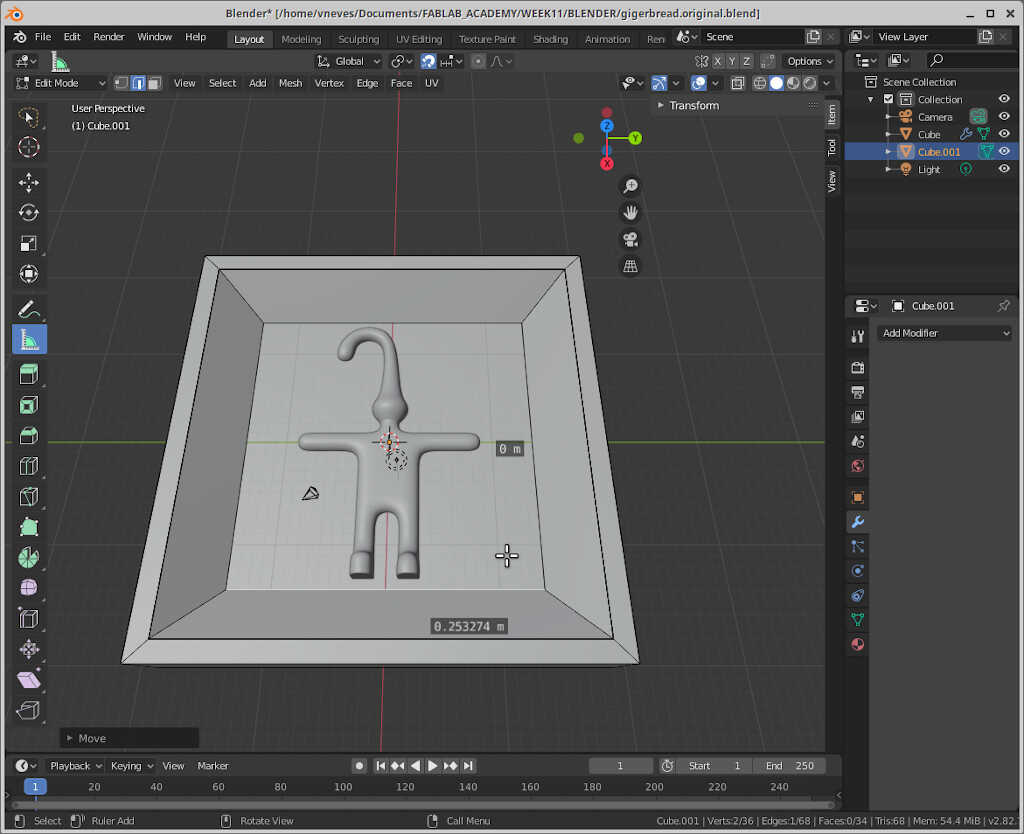 Blender* [/home/vneves/Documents/FABLAB_ACADEMY/WEEK11/BLENDER/gigerbread.original.blend]
File Edit Render Window Help Layout Modeling Sculpting UV Editing Texture Paint Shading Animation Ren Scene View Layer
Global X Y Z Options
Edit Mode View Select Add Mesh Vertex Edge Face UV
User Perspective
(1) Cube.001
Transform
Item
Tool
View
Z
Y
X
Scene Collection
Collection
Camera
Cube
Cube.001
Light
Cube.001
Add Modifier
0 m
0.253274 m
Move
Playback Keying View Marker 1 Start 1 End 250
1 20 40 60 80 100 120 140 160 180 200 220 240
Select Ruler Add Rotate View Call Menu Cube.001 | Verts:2/36 | Edges:1/68 | Faces:0/34 | Tris:68 | Mem: 54.4 MiB | v2.82.